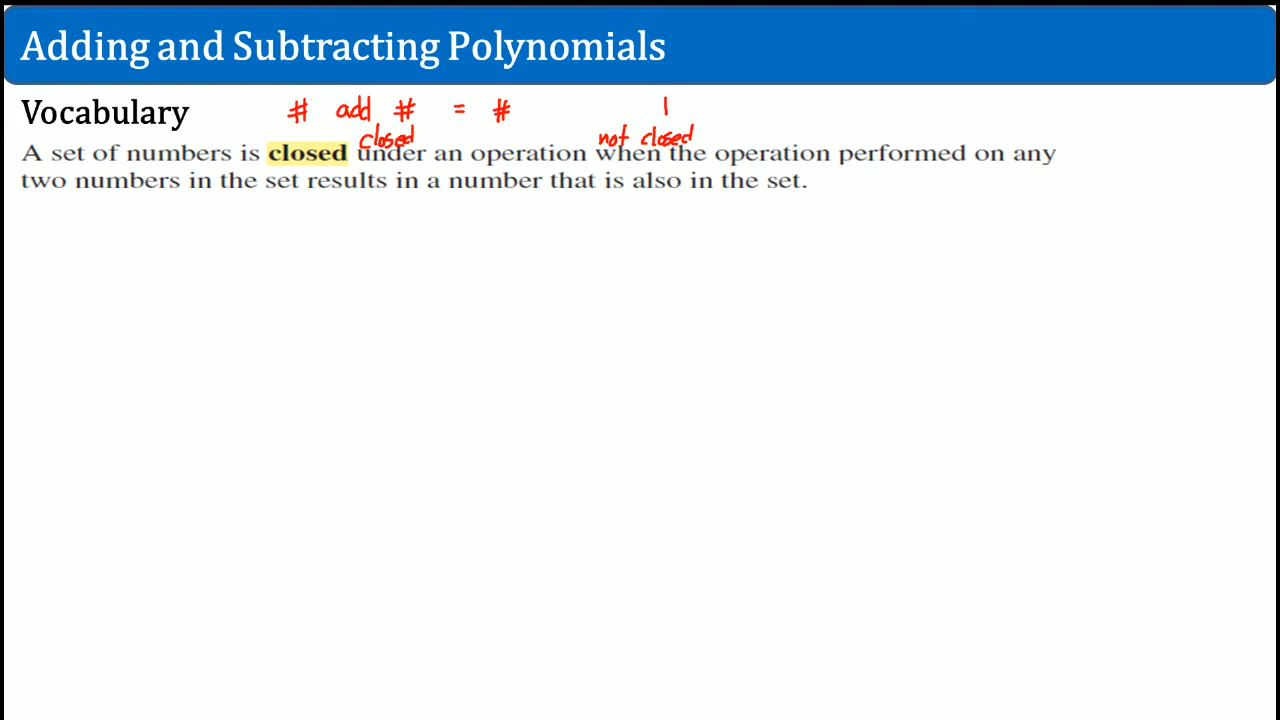 Adding and Subtracting Polynomials
Vocabulary # add # = # 1
closed not closed
A set of numbers is closed under an operation when the operation performed on any
two numbers in the set results in a number that is also in the set.